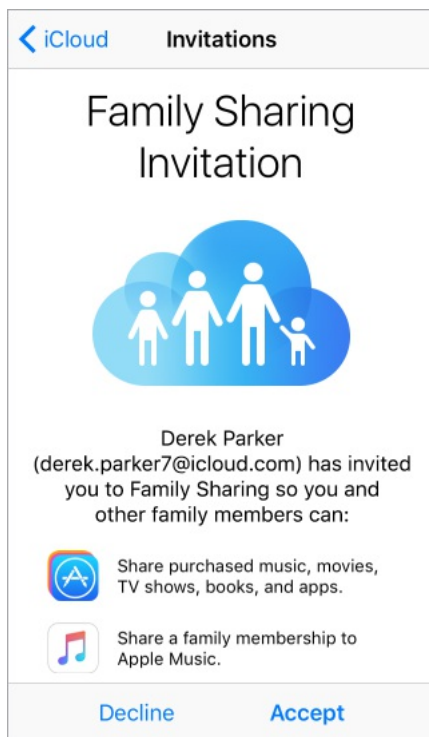 iCloud
Invitations
Family Sharing
Invitation
Derek Parker
(derek.parker7@icloud.com) has invited
you to Family Sharing so you and
other family members can:
Share purchased music, movies,
TV shows, books, and apps.
Share a family membership to
Apple Music.
Decline
Accept